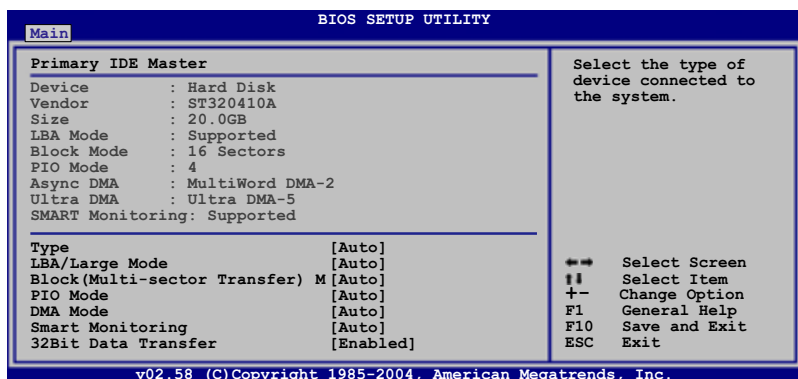 BIOS SETUP UTILITY
Main
Primary IDE Master
Device : Hard Disk
Vendor : ST320410A
Size : 20.0GB
LBA Mode : Supported
Block Mode : 16 Sectors
PIO Mode : 4
Async DMA : MultiWord DMA-2
Ultra DMA : Ultra DMA-5
SMART Monitoring: Supported
Type [Auto]
LBA/Large Mode [Auto]
Block(Multi-sector Transfer) M [Auto]
PIO Mode [Auto]
DMA Mode [Auto]
Smart Monitoring [Auto]
32Bit Data Transfer [Enabled]
Select the type of
device connected to
the system.
←→ Select Screen
↑↓ Select Item
+- Change Option
F1 General Help
F10 Save and Exit
ESC Exit
v02.58 (C)Copyright 1985-2004, American Megatrends, Inc.